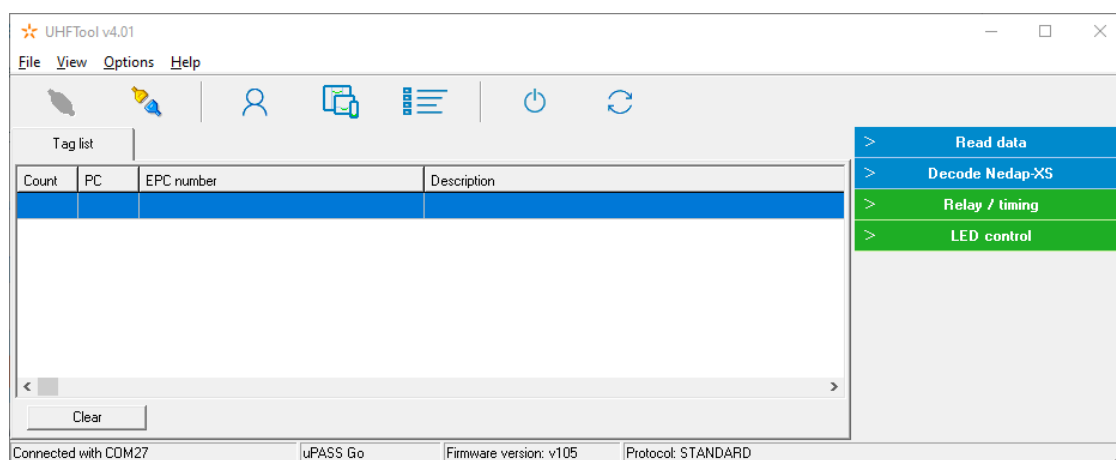 UHFTool v4.01
File View Options Help
Tag list
Count PC EPC number Description
Clear
> Read data
> Decode Nedap-XS
> Relay / timing
> LED control
Connected with COM27 uPASS Go Firmware version: v105 Protocol: STANDARD